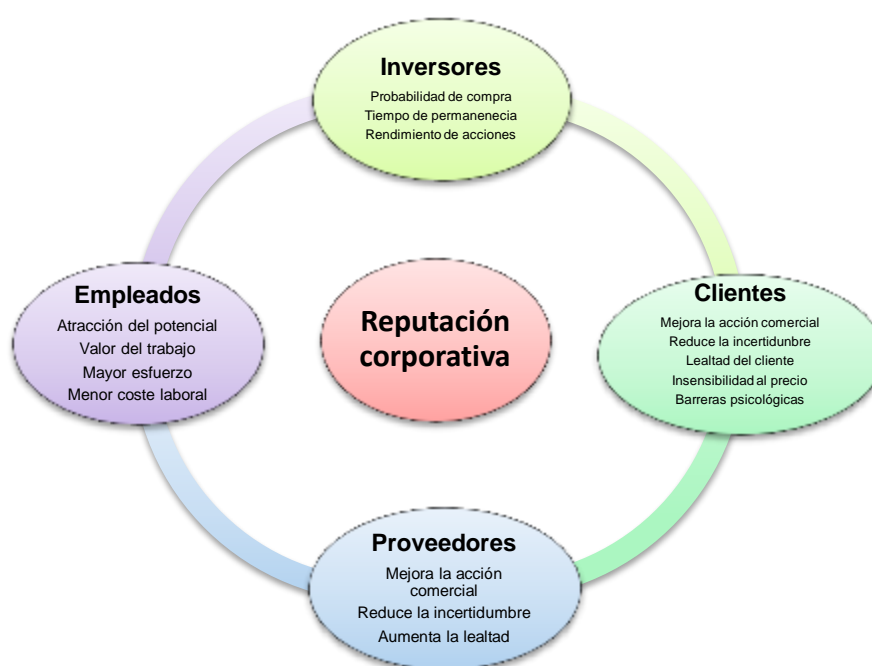 Inversores
Probabilidad de compra
Tiempo de permanenecia
Rendimiento de acciones
Empleados
Atracción del potencial
Valor del trabajo
Mayor esfuerzo
Menor coste laboral
Reputación
corporativa
Clientes
Mejora la acción comercial
Reduce la incertidunbre
Lealtad del cliente
Insensibilidad al precio
Barreras psicológicas
Proveedores
Mejora la acción
comercial
Reduce la incertidumbre
Aumenta la lealtad